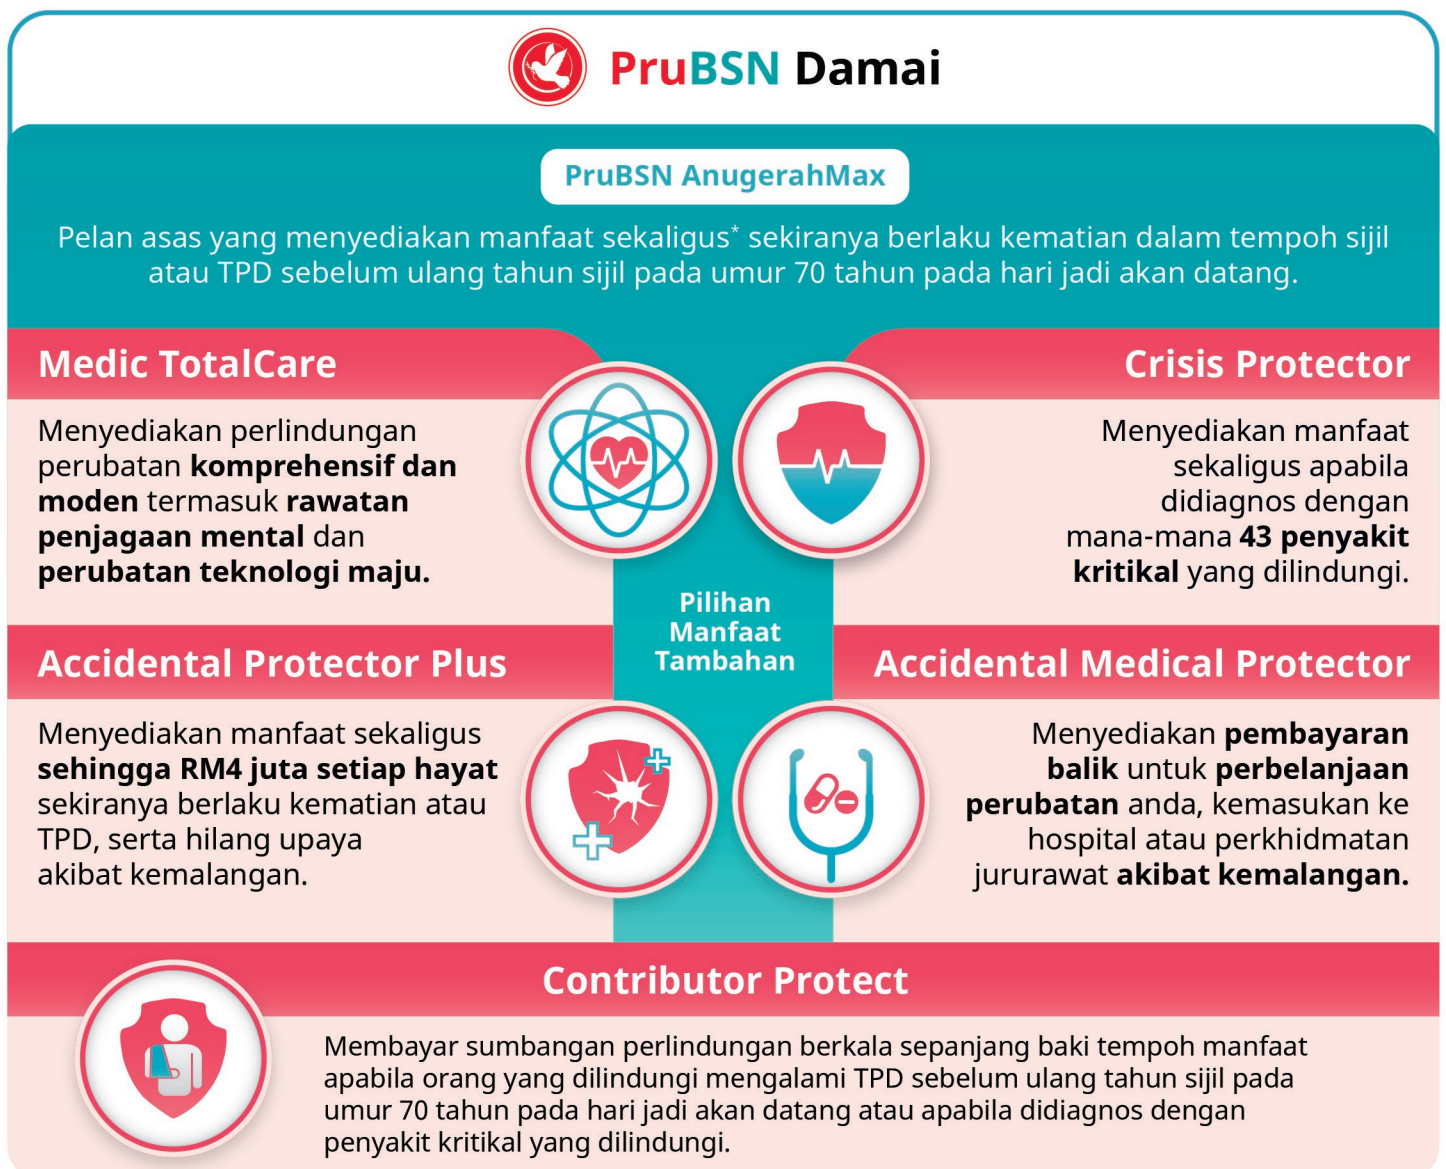 PruBSN Damai
PruBSN AnugerahMax
Pelan asas yang menyediakan manfaat sekaligus* sekiranya berlaku kematian dalam tempoh sijil
atau TPD sebelum ulang tahun sijil pada umur 70 tahun pada hari jadi akan datang.
Medic TotalCare
Menyediakan perlindungan
perubatan komprehensif dan
moden termasuk rawatan
penjagaan mental dan
perubatan teknologi maju.
Crisis Protector
Menyediakan manfaat
sekaligus apabila
didiagnos dengan
mana-mana 43 penyakit
kritikal yang dilindungi.
Pilihan
Manfaat
Tambahan
Accidental Protector Plus
Menyediakan manfaat sekaligus
sehingga RM4 juta setiap hayat
sekiranya berlaku kematian atau
TPD, serta hilang upaya
akibat kemalangan.
Accidental Medical Protector
Menyediakan pembayaran
balik untuk perbelanjaan
perubatan anda, kemasukan ke
hospital atau perkhidmatan
jururawat akibat kemalangan.
Contributor Protect
Membayar sumbangan perlindungan berkala sepanjang baki tempoh manfaat
apabila orang yang dilindungi mengalami TPD sebelum ulang tahun sijil pada
umur 70 tahun pada hari jadi akan datang atau apabila didiagnos dengan
penyakit kritikal yang dilindungi.